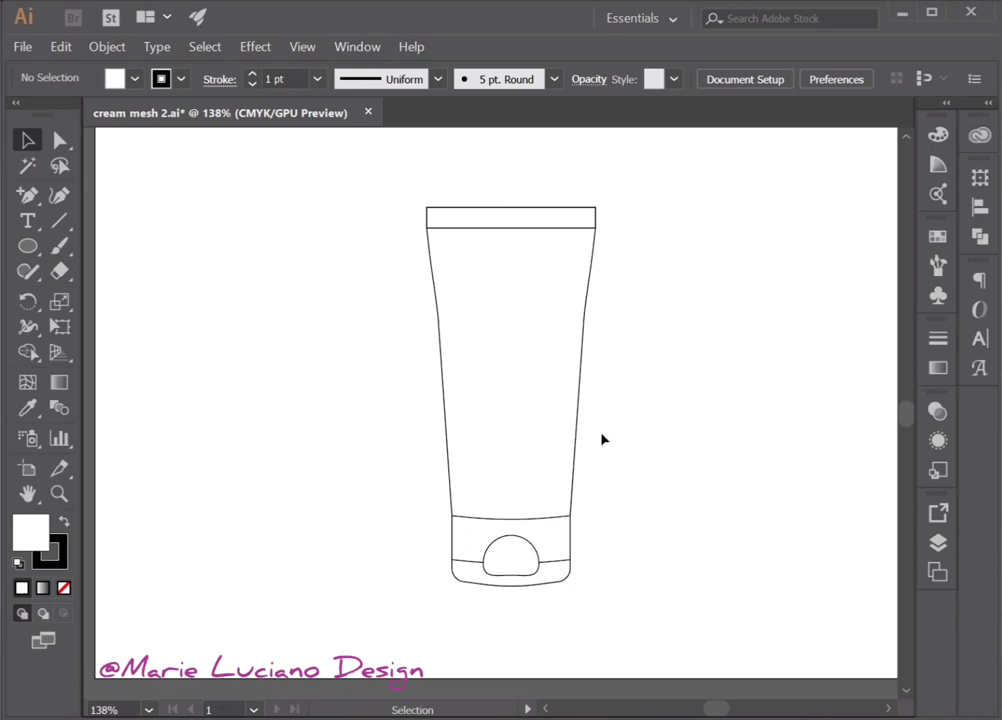 Ai
Br
St
Essentials
Search Adobe Stock
File Edit Object Type Select Effect View Window Help
No Selection
Stroke:
1 pt
Uniform
5 pt. Round
Opacity
Style:
Document Setup
Preferences
cream mesh 2.ai* @ 138% (CMYK/GPU Preview)
@Marie Luciano Design
138%
1
Selection